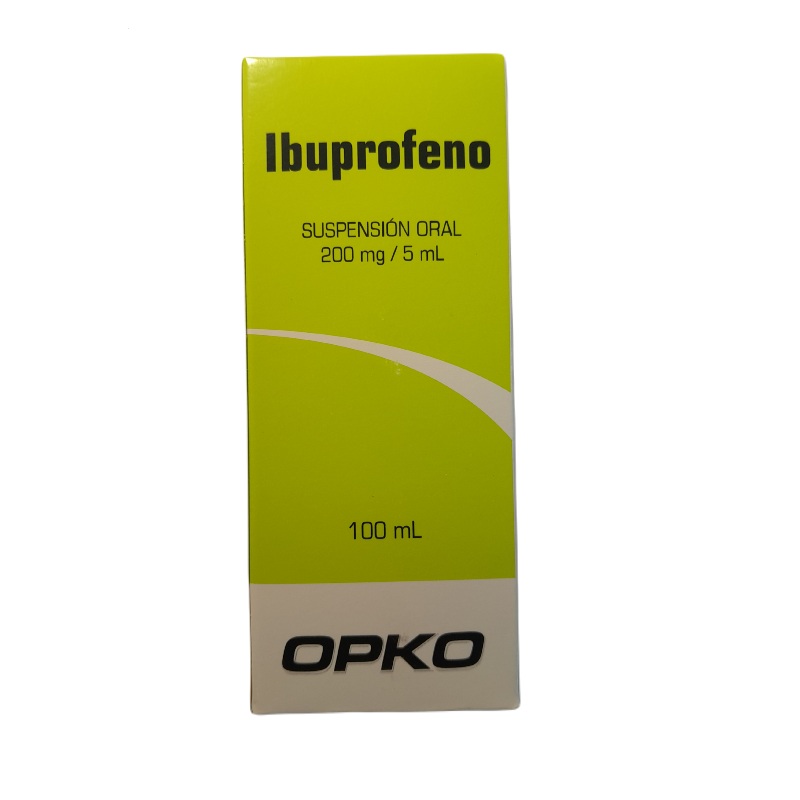 Ibuprofeno
SUSPENSIÓN ORAL
200 mg / 5 mL
100 mL
OPKO